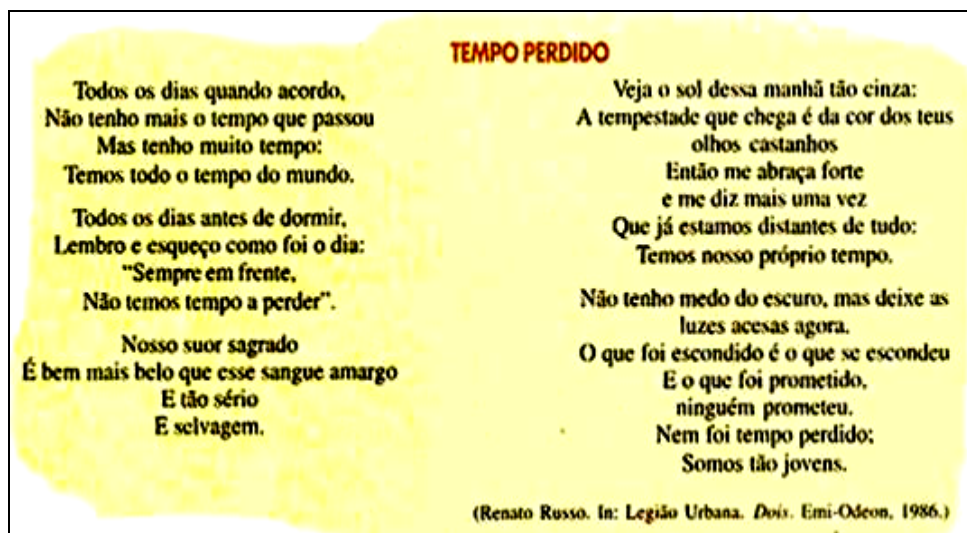 TEMPO PERDIDO
Todos os dias quando acordo,
Não tenho mais o tempo que passou
Mas tenho muito tempo:
Temos todo o tempo do mundo.
Todos os dias antes de dormir,
Lembro e esqueço como foi o dia:
"Sempre em frente,
Não temos tempo a perder".
Nosso suor sagrado
É bem mais belo que esse sangue amargo
E tão sério
E selvagem.
Veja o sol dessa manhã tão cinza:
A tempestade que chega é da cor dos teus
olhos castanhos
Então me abraça forte
e me diz mais uma vez
Que já estamos distantes de tudo:
Temos nosso próprio tempo.
Não tenho medo do escuro, mas deixe as
luzes acesas agora.
O que foi escondido é o que se escondeu
E o que foi prometido,
ninguém prometeu.
Nem foi tempo perdido;
Somos tão jovens.
(Renato Russo. In: Legião Urbana. Dois. Emi-Odeon, 1986.)